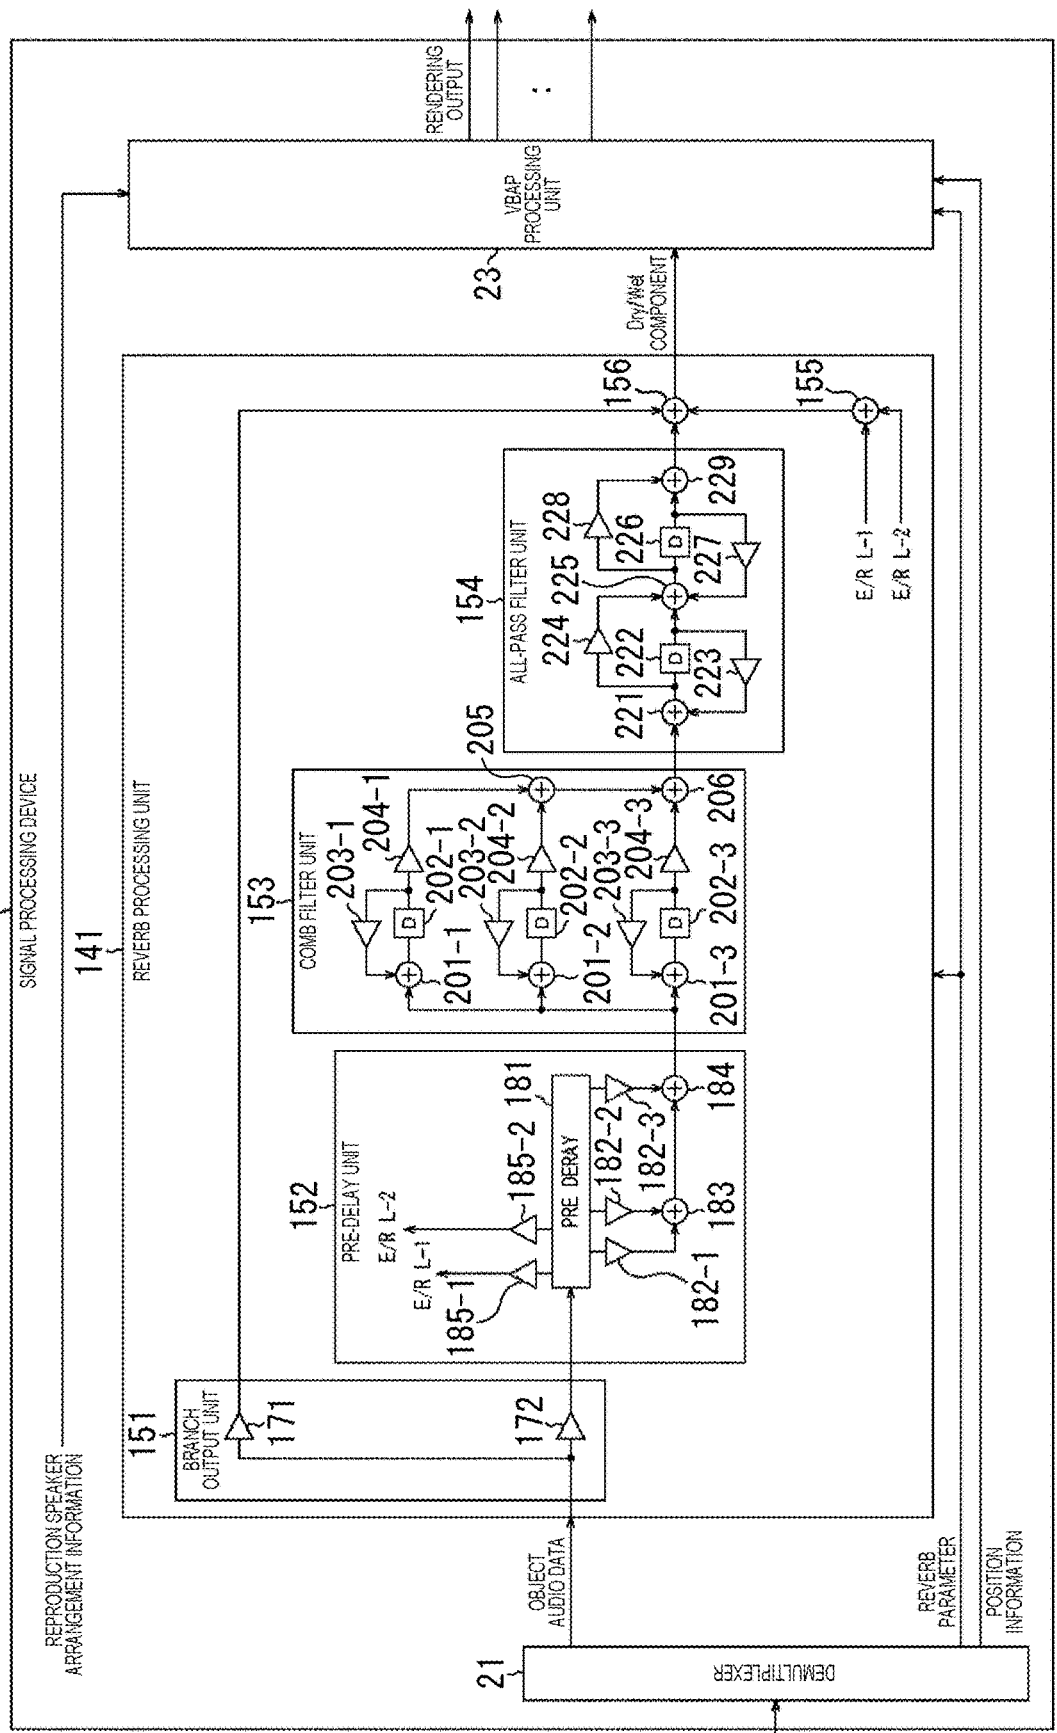 SIGNAL PROCESSING DEVICE
REPRODUCTION SPEAKER
ARRANGEMENT INFORMATION
141
REVERB PROCESSING UNIT
151
BRANCH
OUTPUT UNIT
171
172
152
PRE-DELAY UNIT
E/R L-2
E/R L-1
185-1
185-2
181
PRE DERAY
182-1
182-2
182-3
183
184
153
COMB FILTER UNIT
203-1
204-1
201-1
202-1
203-2
204-2
205
201-2
202-2
203-3
204-3
201-3
202-3
206
D
D
D
154
ALL-PASS FILTER UNIT
224
225
228
221
222
226
229
223
227
D
D
156
155
E/R L-1
E/R L-2
Dry/Wet
COMPONENT
23
VBAP
PROCESSING
UNIT
RENDERING
OUTPUT
:
21
DEMULTIPLEXER
OBJECT
AUDIO DATA
REVERB
PARAMETER
POSITION
INFORMATION